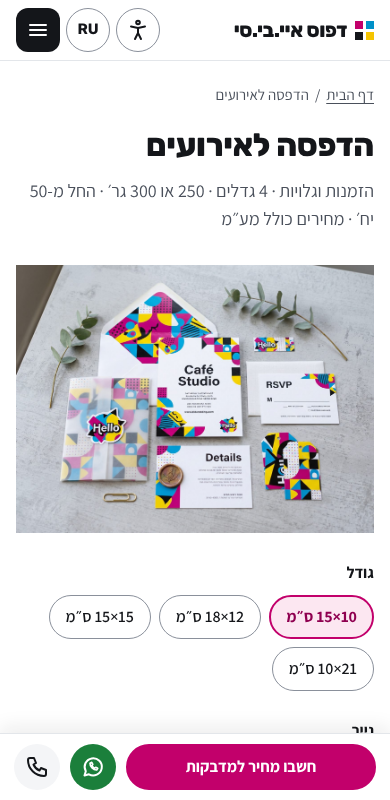 דפוס איי.בי.סי
RU
דף הבית / הדפסה לאירועים
הדפסה לאירועים
הזמנות וגלויות · 4 גדלים · 250 או 300 גר׳ · החל מ-50
יח׳ · מחירים כולל מע״מ
Hello
Café
Studio
RSVP
M
Hello
Hello
Details
גודל
10×15 ס״מ
12×18 ס״מ
15×15 ס״מ
21×10 ס״מ
נייר
חשבו מחיר למדבקות